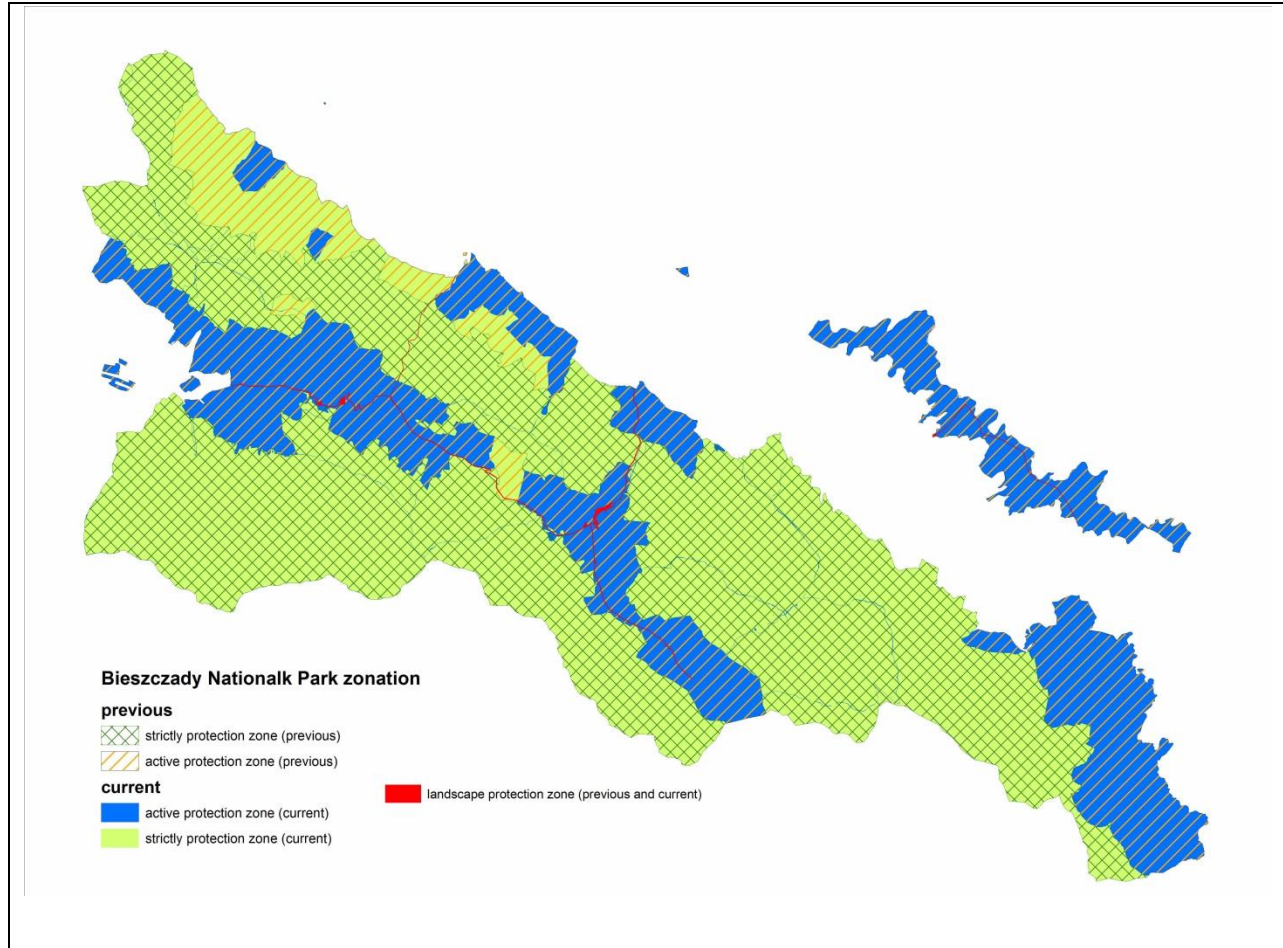 Bieszczady Nationalk Park zonation
previous
strictly protection zone (previous)
active protection zone (previous)
current
active protection zone (current)
strictly protection zone (current)
landscape protection zone (previous and current)